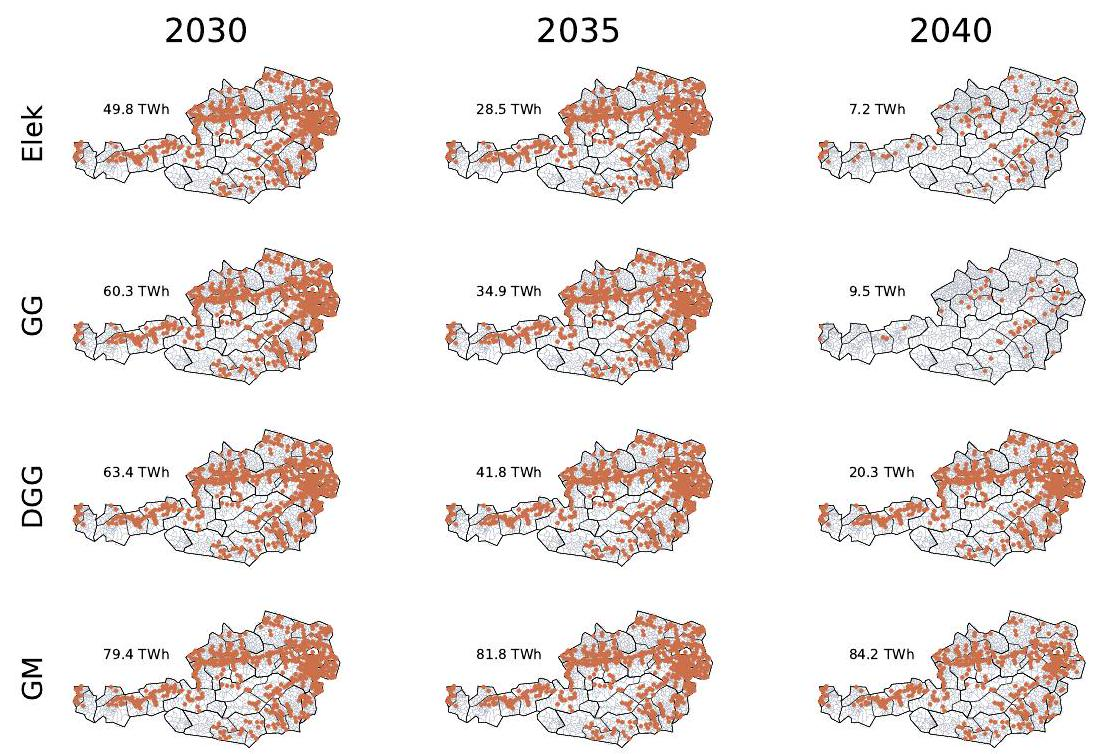 2030 2035 2040
Elek 49.8 TWh 28.5 TWh 7.2 TWh
GG 60.3 TWh 34.9 TWh 9.5 TWh
DGG 63.4 TWh 41.8 TWh 20.3 TWh
GM 79.4 TWh 81.8 TWh 84.2 TWh